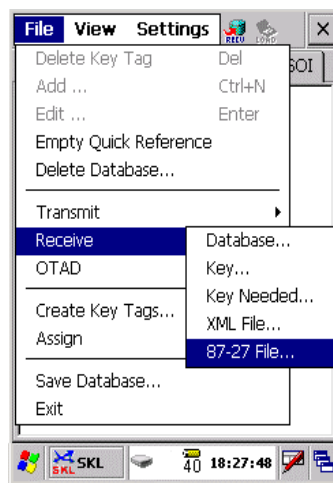 File View Settings RECV LOAD
Delete Key Tag Del
SOI
Add ... Ctrl+N
Edit ... Enter
Empty Quick Reference
Delete Database...
Transmit
Receive
OTAD
Create Key Tags...
Assign
Save Database...
Exit
Database...
Key...
Key Needed...
XML File...
87-27 File...
SKL SKL 40 18:27:48